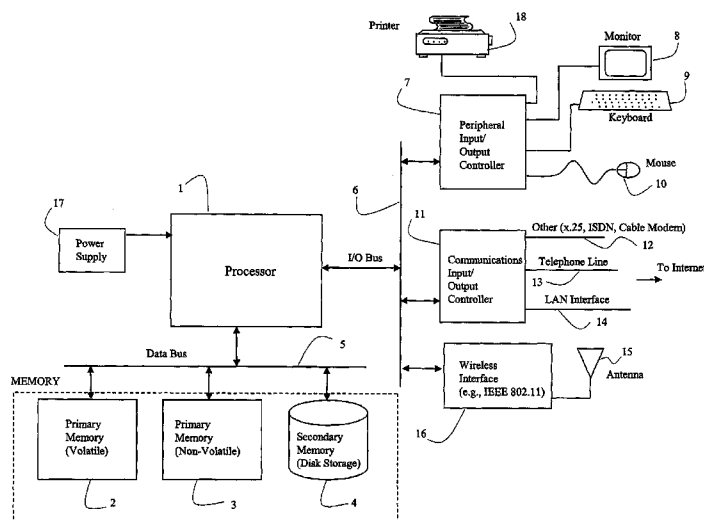 Printer
18
Monitor
8
7
9
Peripheral
Input/
Output
Controller
Keyboard
Mouse
10
6
1
17
Power
Supply
Processor
I/O Bus
11
Communications
Input/
Output
Controller
Other (x.25, ISDN, Cable Modem)
12
Telephone Line
13
To Internet
LAN Interface
14
Data Bus
5
MEMORY
Wireless
Interface
(e.g., IEEE 802.11)
15
Antenna
16
Primary
Memory
(Volatile)
2
Primary
Memory
(Non-Volatile)
3
Secondary
Memory
(Disk Storage)
4